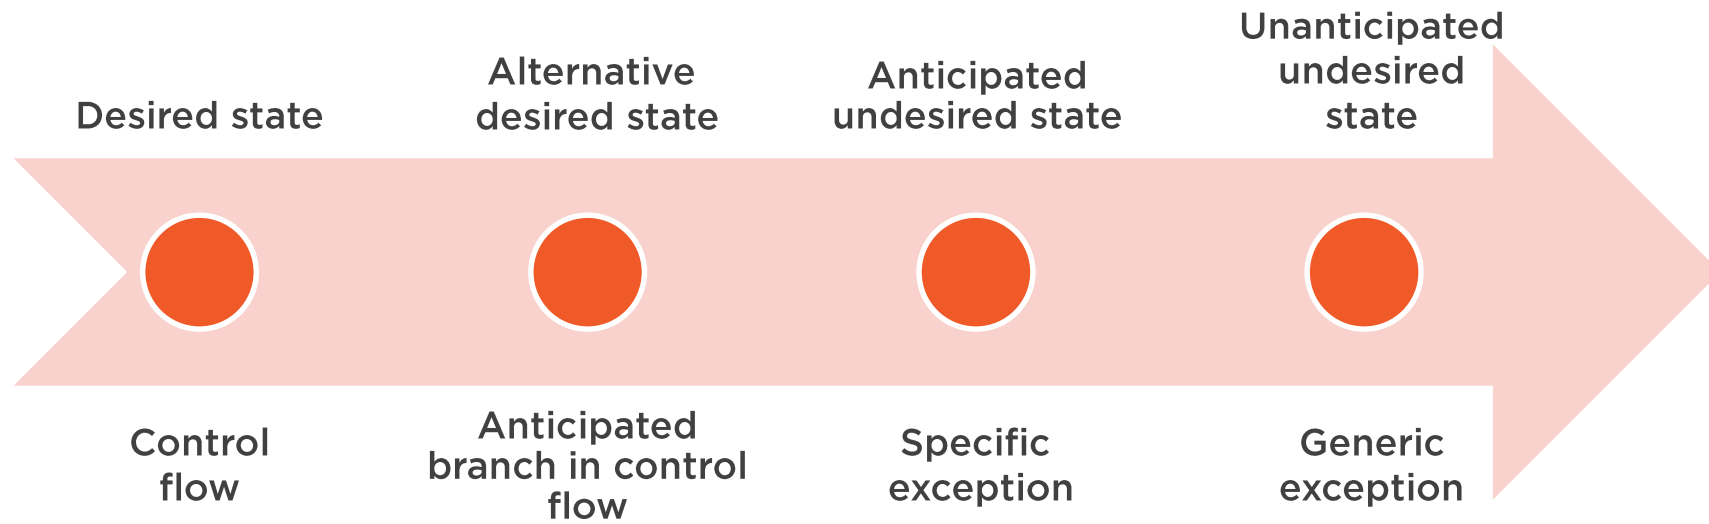 Desired state
Alternative
desired state
Anticipated
undesired state
Unanticipated
undesired
state
Control
flow
Anticipated
branch in control
flow
Specific
exception
Generic
exception